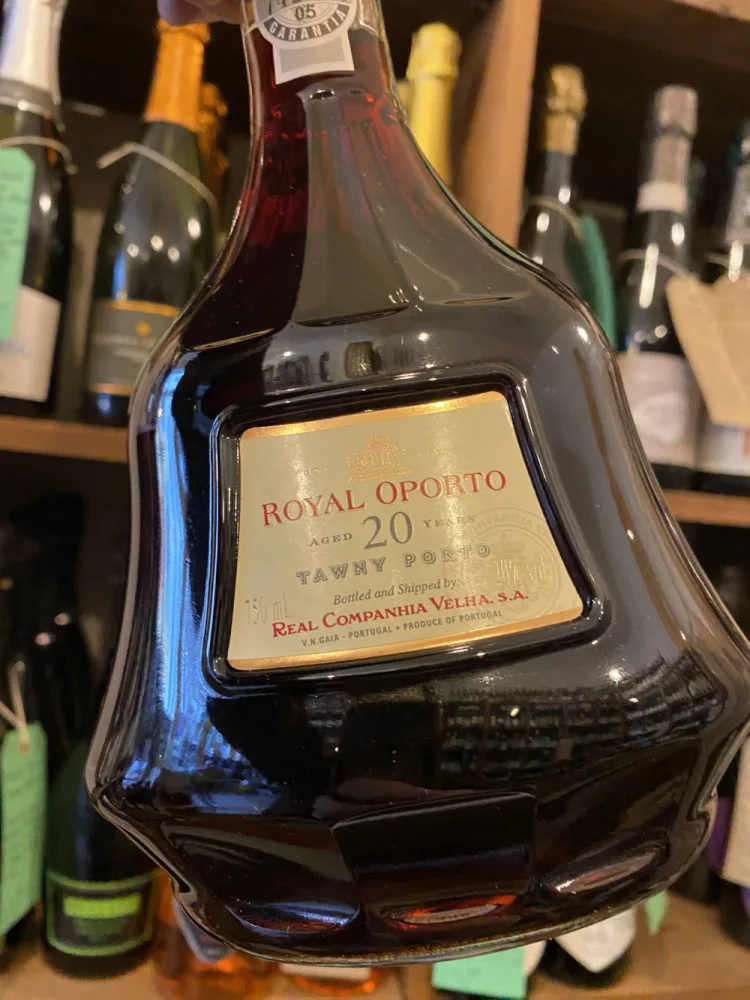 05
GARANTIA
ROYAL OPORTO
AGED 20 YEARS
TAWNY PORTO
Bottled and Shipped by:
750 mL
REAL COMPANHIA VELHA, S.A.
V.N.GAIA - PORTUGAL • PRODUCE OF PORTUGAL